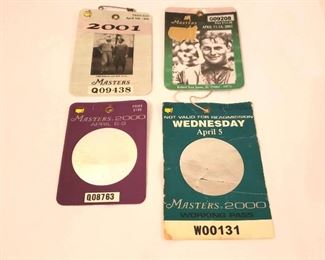 2001
MASTERS
Q09438
Masters
Q09208
MASTERS 2000
APRIL 6-9
Q08763
NOT VALID FOR READMISSION
WEDNESDAY
April 5
MASTERS 2000
WORKING PASS
W00131